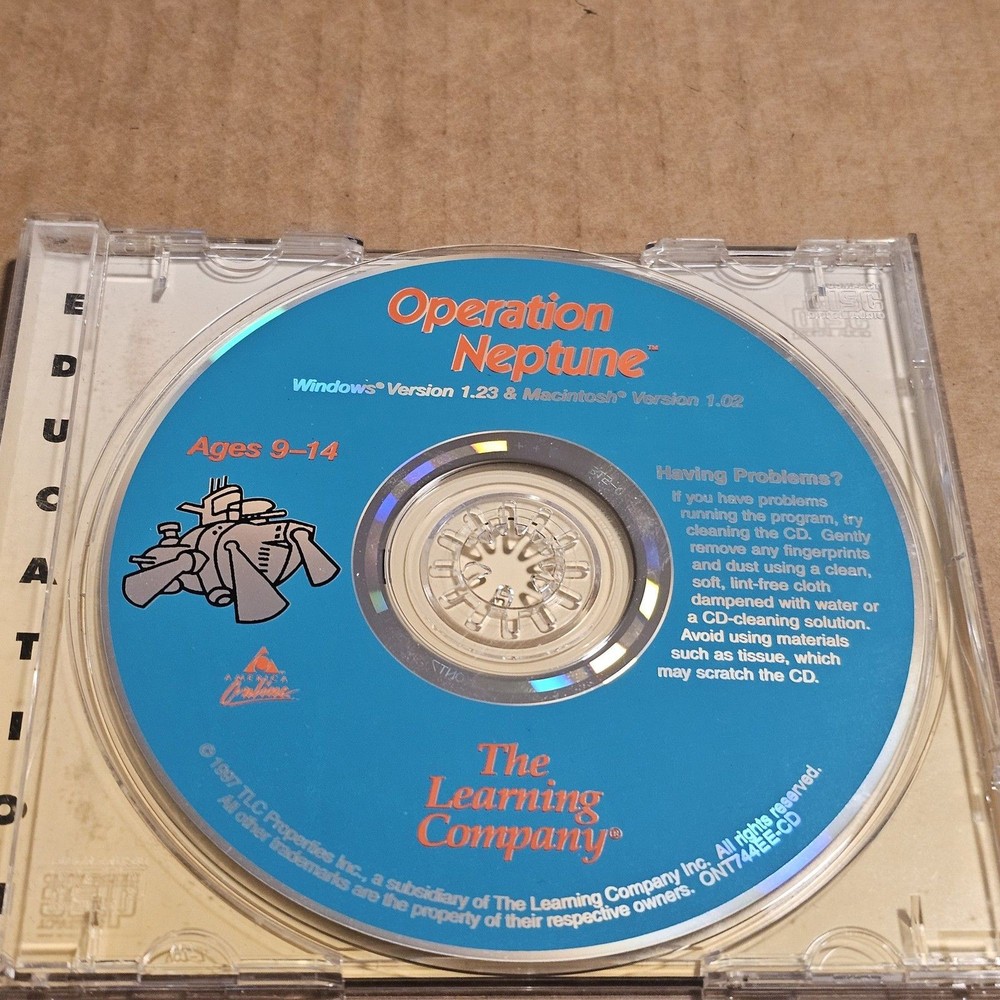 Operation
Neptune™
Windows® Version 1.23 & Macintosh® Version 1.02
Ages 9–14
Having Problems?
If you have problems
running the program, try
cleaning the CD. Gently
remove any fingerprints
and dust using a clean,
soft, lint-free cloth
dampened with water or
a CD-cleaning solution.
Avoid using materials
such as tissue, which
may scratch the CD.
AMERICA
Online
The
Learning
Company®
© 1997 TLC Properties Inc., a subsidiary of The Learning Company Inc. All rights reserved.
All other trademarks are the property of their respective owners. ONT744EE-CD
E
D
U
C
A
T
I
O